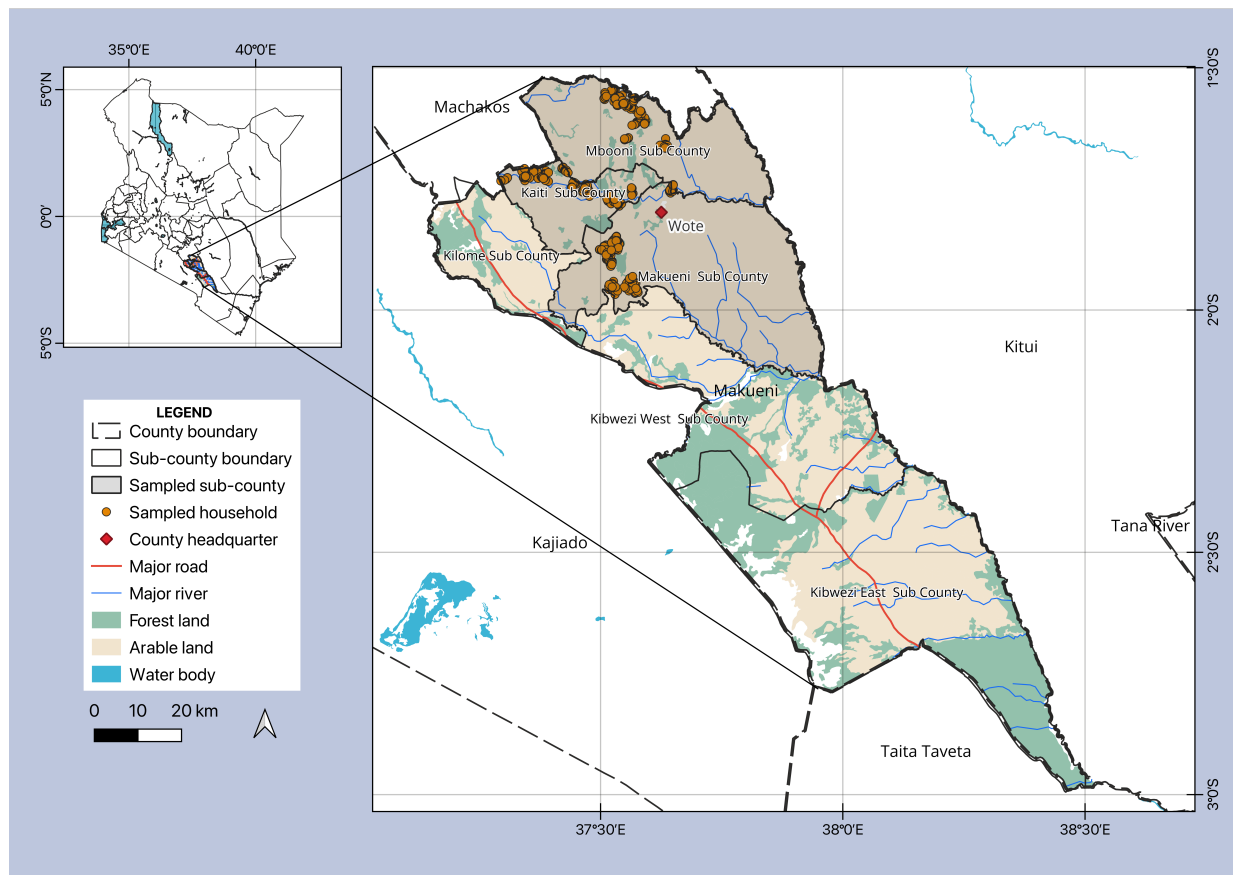 35°0′E
40°0′E
5°0′N
0°0′
5°0′S
1°30′S
2°0′S
2°30′S
3°0′S
37°30′E
38°0′E
38°30′E
Machakos
Mbooni Sub County
Kaiti Sub County
Wote
Kilome Sub County
Makueni Sub County
Kitui
Makueni
Kibwezi West Sub County
Tana River
Kajiado
Kibwezi East Sub County
Taita Taveta
LEGEND
County boundary
Sub-county boundary
Sampled sub-county
Sampled household
County headquarter
Major road
Major river
Forest land
Arable land
Water body
0 10 20 km